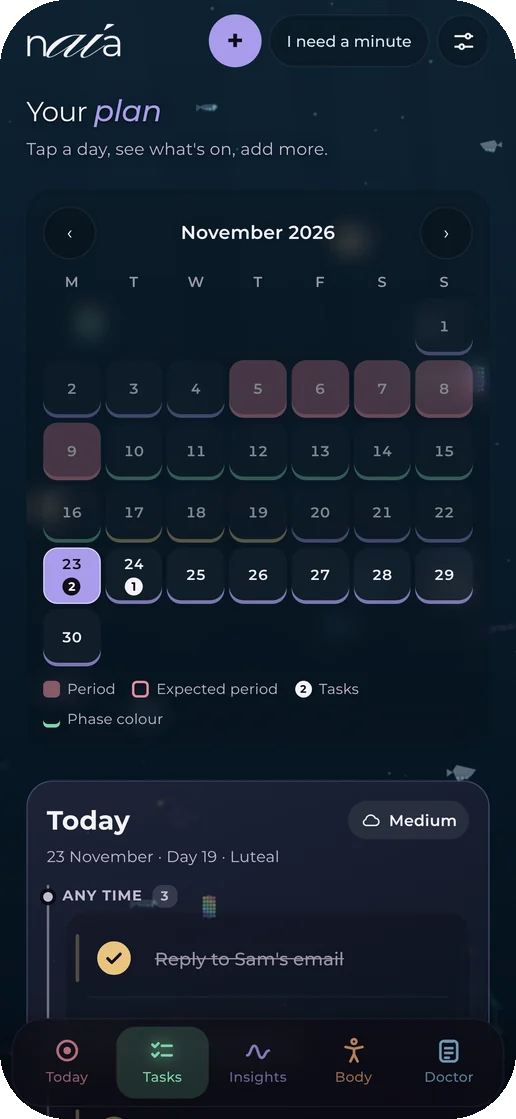 naía
+ I need a minute
Your plan
Tap a day, see what's on, add more.
‹ November 2026 ›
M T W T F S S
1
2 3 4 5 6 7 8
9 10 11 12 13 14 15
16 17 18 19 20 21 22
23 24 25 26 27 28 29
2 1
30
Period Expected period 2 Tasks
Phase colour
Today Medium
23 November · Day 19 · Luteal
ANY TIME 3
Reply to Sam's email
Today Tasks Insights Body Doctor